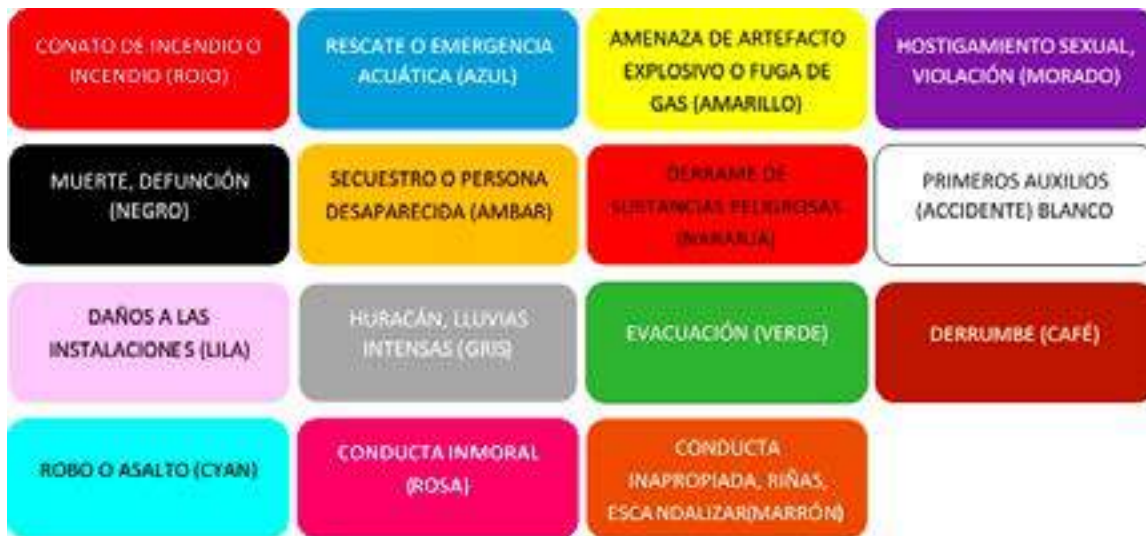 CONATO DE INCENDIO O
INCENDIO (ROJO)
RESCATE O EMERGENCIA
ACUÁTICA (AZUL)
AMENAZA DE ARTEFACTO
EXPLOSIVO O FUGA DE
GAS (AMARILLO)
HOSTIGAMIENTO SEXUAL,
VIOLACIÓN (MORADO)
MUERTE, DEFUNCIÓN
(NEGRO)
SECUESTRO O PERSONA
DESAPARECIDA (AMBAR)
DERRAME DE
SUSTANCIAS PELIGROSAS
(NARANJA)
PRIMEROS AUXILIOS
(ACCIDENTE) BLANCO
DAÑOS A LAS
INSTALACIONES (LILA)
HURACÁN, LLUVIAS
INTENSAS (GRIS)
EVACUACIÓN (VERDE)
DERRUMBE (CAFÉ)
ROBO O ASALTO (CYAN)
CONDUCTA INMORAL
(ROSA)
CONDUCTA
INAPROPIADA, RIÑAS,
ESCANDALIZAR(MARRÓN)